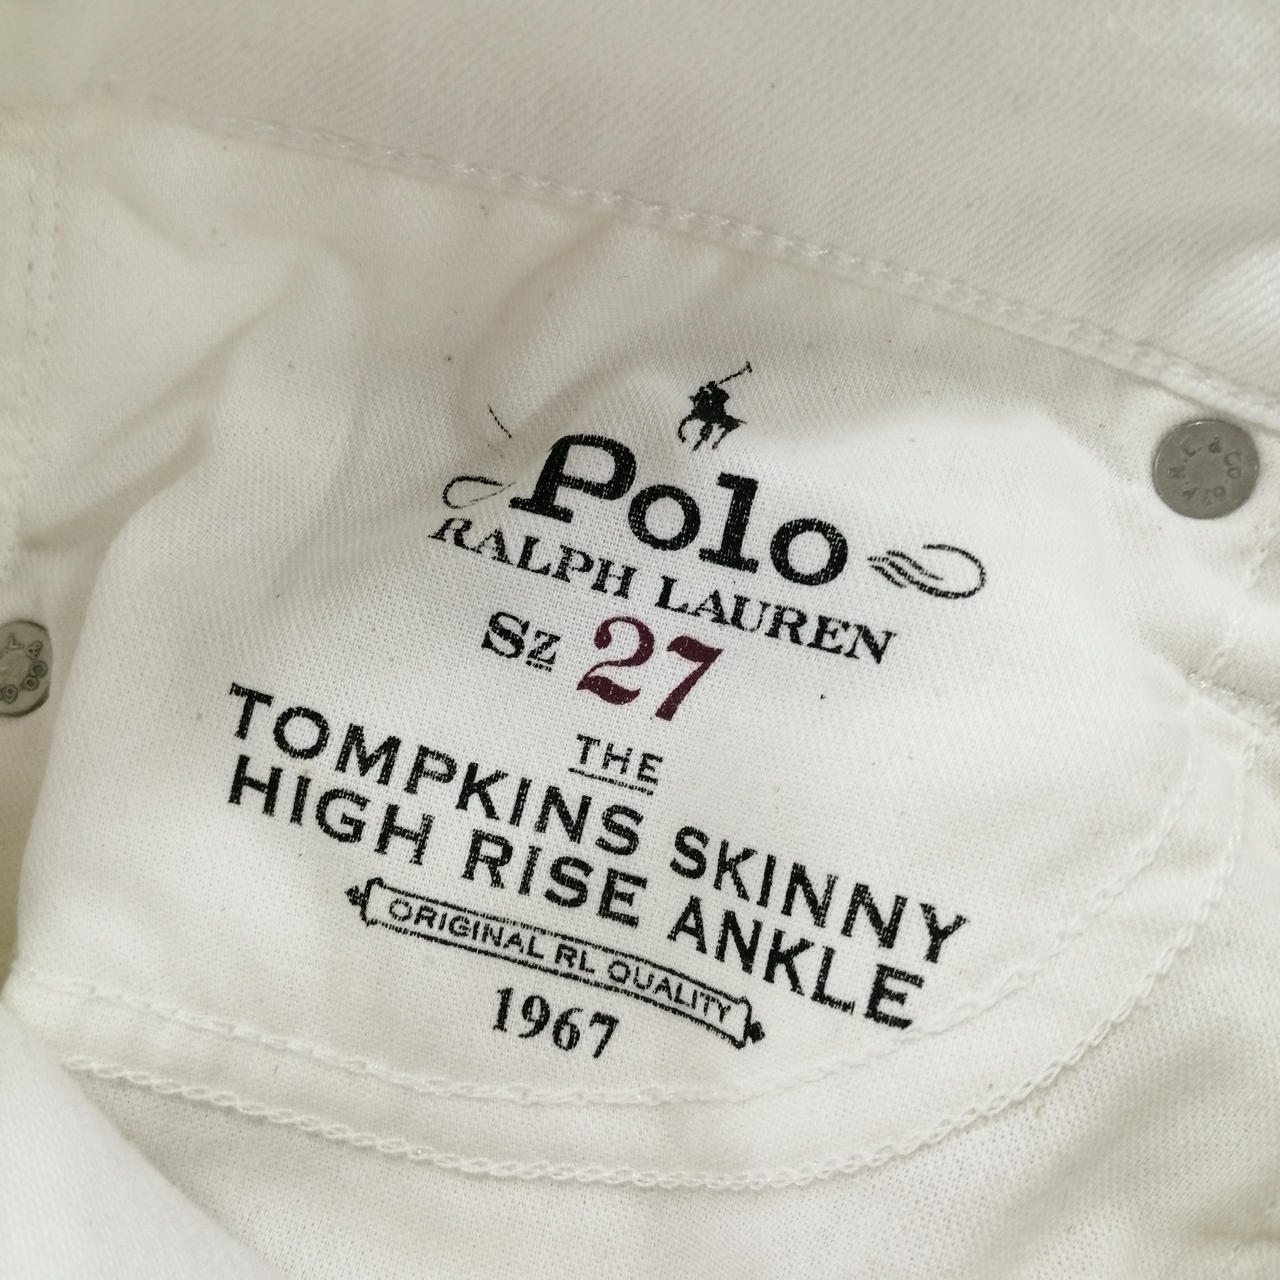 Polo
RALPH LAUREN
Sz 27
THE
TOMPKINS SKINNY
HIGH RISE ANKLE
ORIGINAL RL QUALITY
1967